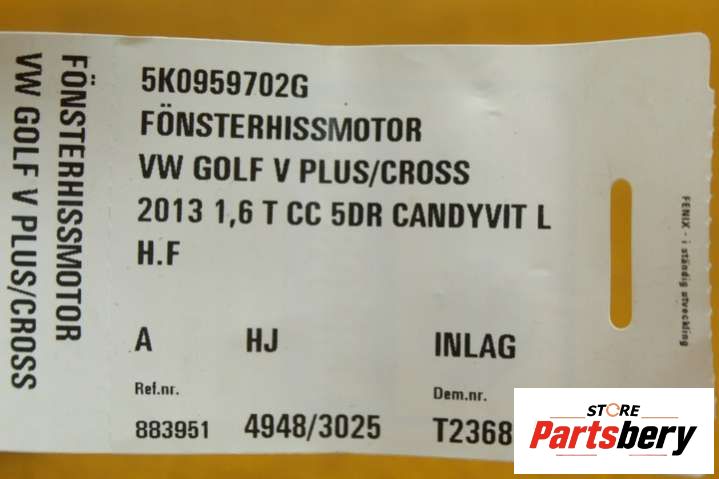 5K0959702G
FÖNSTERHISSMOTOR
VW GOLF V PLUS/CROSS
2013 1,6 T CC 5DR CANDYVIT L
H.F
A HJ INLAG
Ref.nr. Dem.nr.
883951 4948/3025 T2368
FÖNSTERHISSMOTOR
VW GOLF V PLUS/CROSS
FENIX - i ständig utveckling
STORE
Partsbery